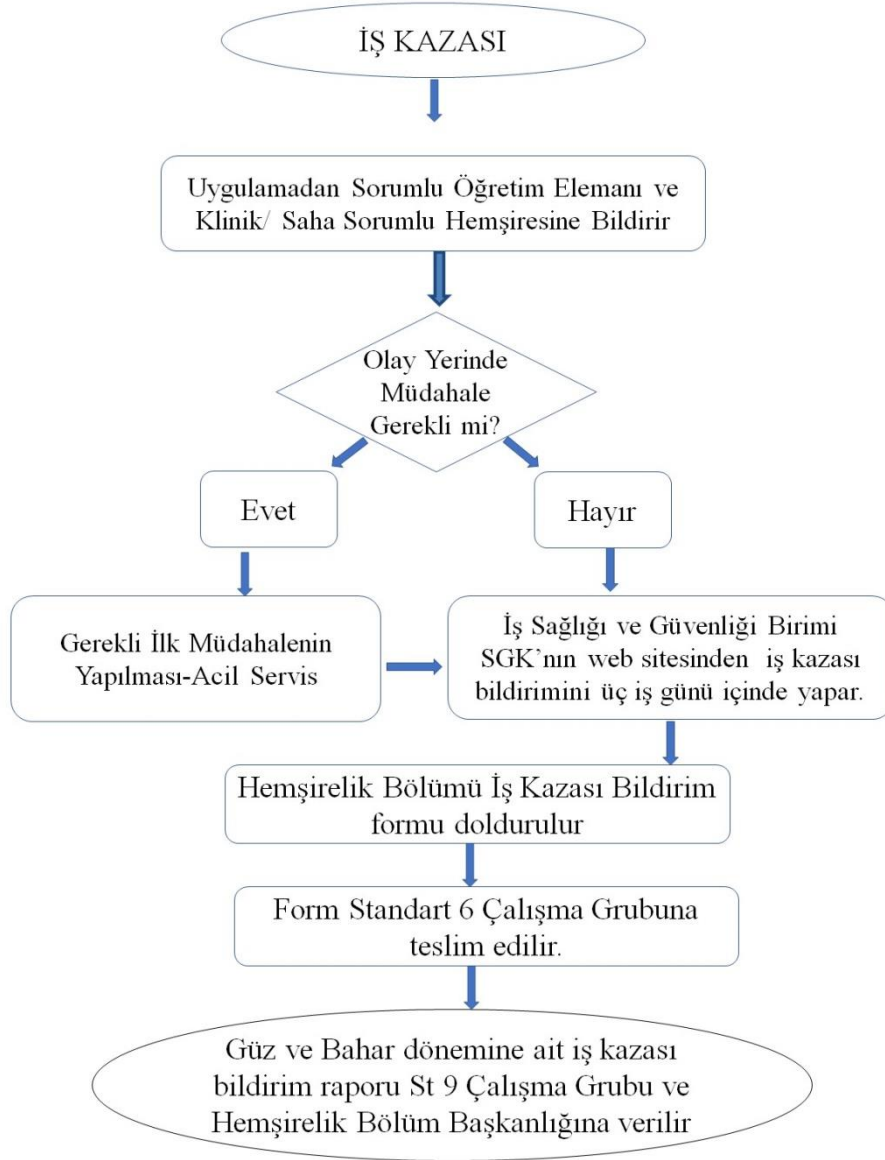 İŞ KAZASI
Uygulamadan Sorumlu Öğretim Elemanı ve
Klinik/ Saha Sorumlu Hemşiresine Bildirir
Olay Yerinde
Müdahale
Gerekli mi?
Evet
Hayır
Gerekli İlk Müdahalenin
Yapılması-Acil Servis
İş Sağlığı ve Güvenliği Birimi
SGK’nın web sitesinden iş kazası
bildirimini üç iş günü içinde yapar.
Hemşirelik Bölümü İş Kazası Bildirim
formu doldurulur
Form Standart 6 Çalışma Grubuna
teslim edilir.
Güz ve Bahar dönemine ait iş kazası
bildirim raporu St 9 Çalışma Grubu ve
Hemşirelik Bölüm Başkanlığına verilir